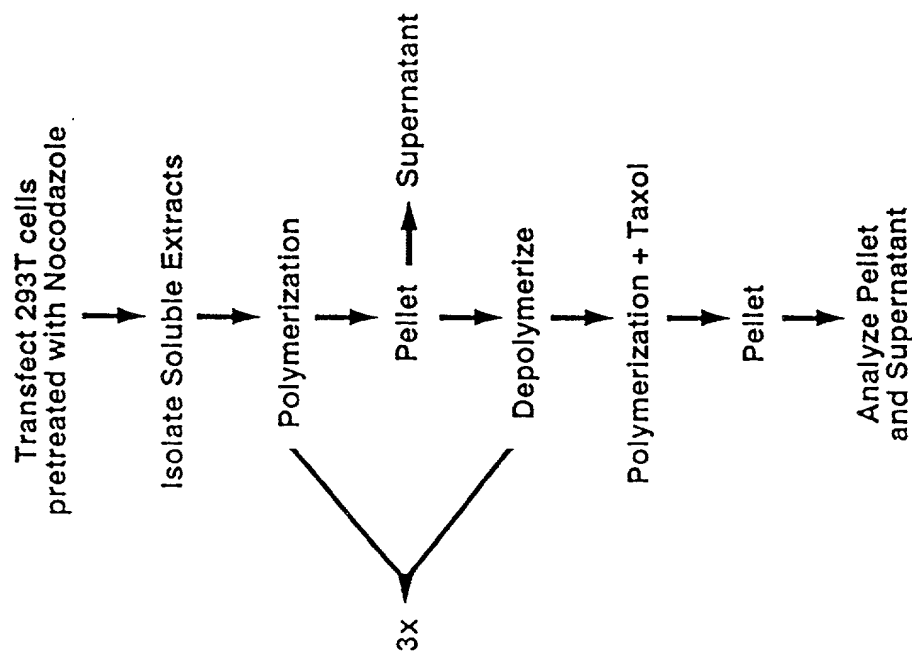 Transfect 293T cells
pretreated with Nocodazole
Isolate Soluble Extracts
Polymerization
Pellet
Supernatant
3x
Depolymerize
Polymerization + Taxol
Pellet
Analyze Pellet
and Supernatant